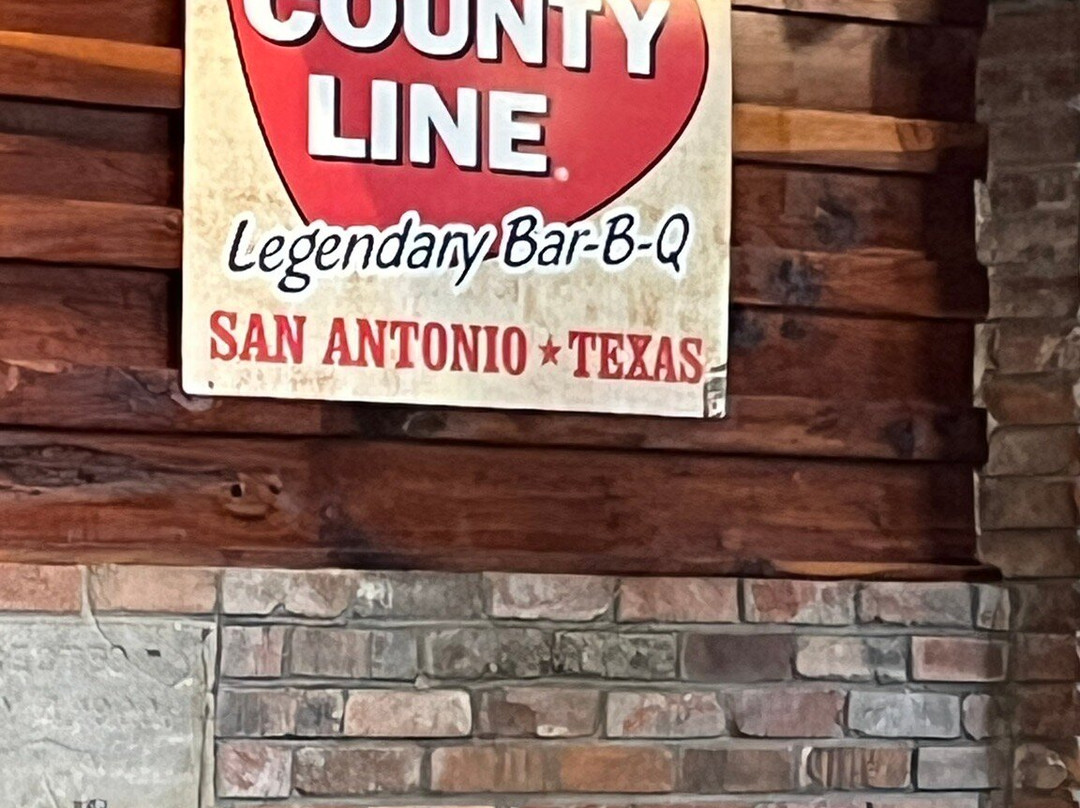 COUNTY
LINE
Legendary Bar-B-Q
SAN ANTONIO ★ TEXAS